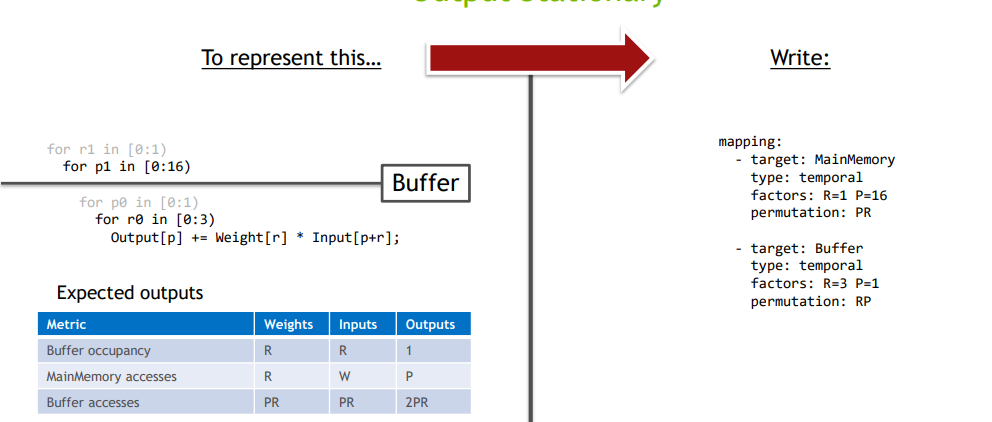 Output Stationary
To represent this…
Write:
for r1 in [0:1)
for p1 in [0:16)
Buffer
for p0 in [0:1)
for r0 in [0:3)
Output[p] += Weight[r] * Input[p+r];
Expected outputs
Metric Weights Inputs Outputs
Buffer occupancy R R 1
MainMemory accesses R W P
Buffer accesses PR PR 2PR
mapping:
- target: MainMemory
type: temporal
factors: R=1 P=16
permutation: PR
- target: Buffer
type: temporal
factors: R=3 P=1
permutation: RP